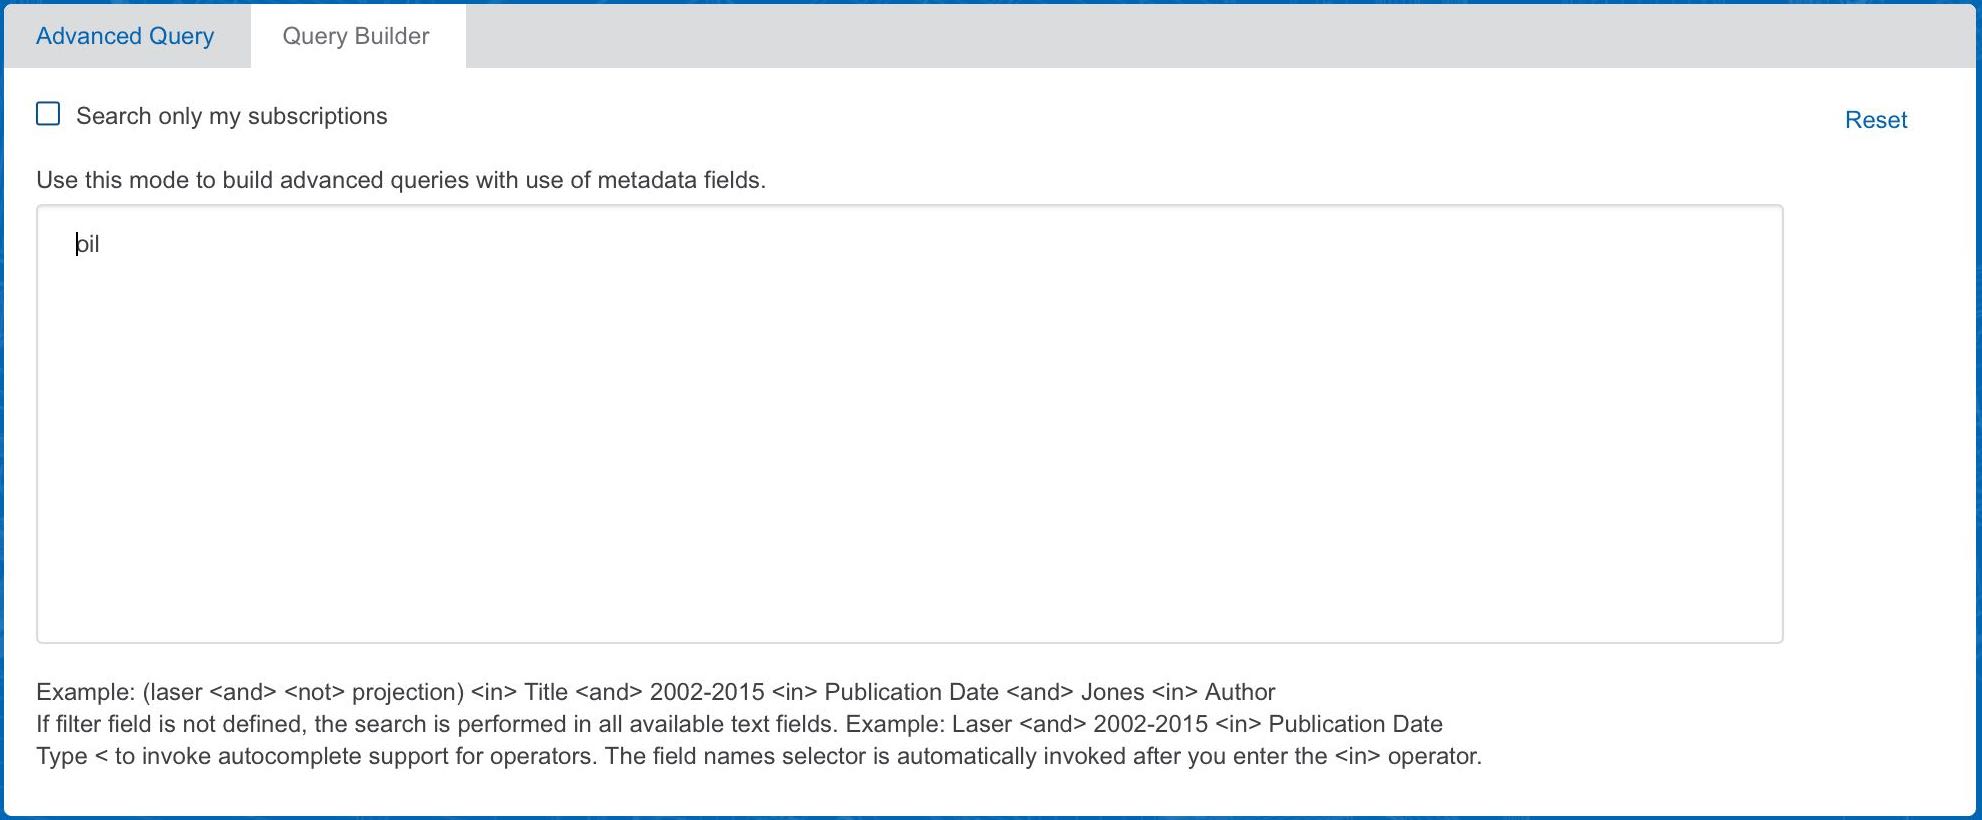 Advanced Query Query Builder
Search only my subscriptions
Reset
Use this mode to build advanced queries with use of metadata fields.
oil
Example: (laser <and> <not> projection) <in> Title <and> 2002-2015 <in> Publication Date <and> Jones <in> Author
If filter field is not defined, the search is performed in all available text fields. Example: Laser <and> 2002-2015 <in> Publication Date
Type < to invoke autocomplete support for operators. The field names selector is automatically invoked after you enter the <in> operator.